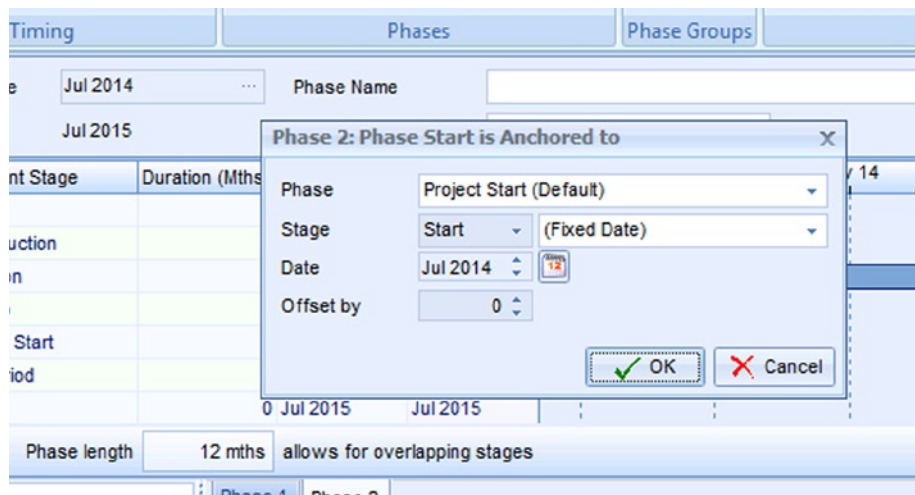 Timing Phases Phase Groups
e Jul 2014 ... Phase Name
Jul 2015
Phase 2: Phase Start is Anchored to
nt Stage Duration (Mths
14
Phase Project Start (Default)
Stage Start (Fixed Date)
uction
Date Jul 2014 12
on
Offset by 0
Start
OK Cancel
iod
0 Jul 2015 Jul 2015
Phase length 12 mths allows for overlapping stages
Phase 1 Phase 2